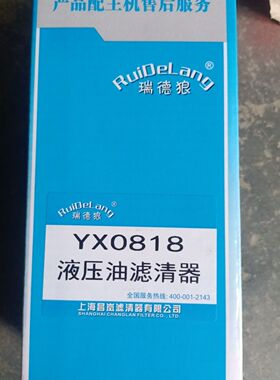 产品配主机售后服务
RuiDeLang®
瑞德狼
RuiDeLang®
瑞德狼
YX0818
液压油滤清器
全国服务热线: 400-001-2143
上海昌岚滤清器有限公司
SHANGHAI CHANGLAN FILTER CO.,LTD